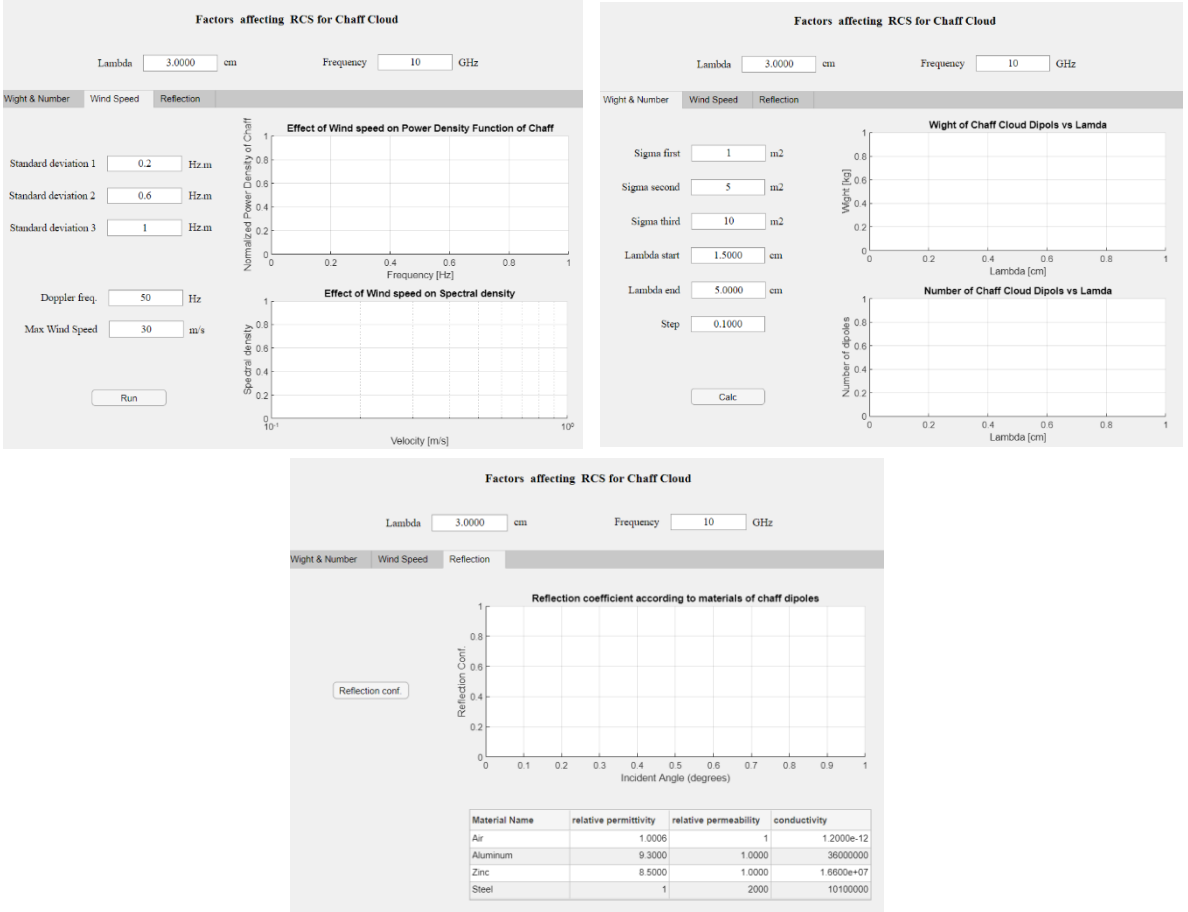 Factors affecting RCS for Chaff Cloud
Lambda 3.0000 cm Frequency 10 GHz
Wight & Number Wind Speed Reflection
Standard deviation 1 0.2 Hz.m
Standard deviation 2 0.6 Hz.m
Standard deviation 3 1 Hz.m
Doppler freq. 50 Hz
Max Wind Speed 30 m/s
Run
Effect of Wind speed on Power Density Function of Chaff
Normalized Power Density of Chaff
1
0.8
0.6
0.4
0.2
0
0 0.2 0.4 0.6 0.8 1
Frequency [Hz]
Effect of Wind speed on Spectral density
Spectral density
1
0.8
0.6
0.4
0.2
0
10-1 100
Velocity [m/s]
Factors affecting RCS for Chaff Cloud
Lambda 3.0000 cm Frequency 10 GHz
Wight & Number Wind Speed Reflection
Sigma first 1 m2
Sigma second 5 m2
Sigma third 10 m2
Lambda start 1.5000 cm
Lambda end 5.0000 cm
Step 0.1000
Calc
Wight of Chaff Cloud Dipols vs Lamda
Wight [kg]
1
0.8
0.6
0.4
0.2
0
0 0.2 0.4 0.6 0.8 1
Lambda [cm]
Number of Chaff Cloud Dipols vs Lamda
Number of dipoles
1
0.8
0.6
0.4
0.2
0
0 0.2 0.4 0.6 0.8 1
Lambda [cm]
Factors affecting RCS for Chaff Cloud
Lambda 3.0000 cm Frequency 10 GHz
Wight & Number Wind Speed Reflection
Reflection conf.
Reflection coefficient according to materials of chaff dipoles
Reflection Conf.
1
0.8
0.6
0.4
0.2
0
0 0.1 0.2 0.3 0.4 0.5 0.6 0.7 0.8 0.9 1
Incident Angle (degrees)
Material Name relative permittivity relative permeability conductivity
Air 1.0006 1 1.2000e-12
Aluminum 9.3000 1.0000 36000000
Zinc 8.5000 1.0000 1.6600e+07
Steel 1 2000 10100000